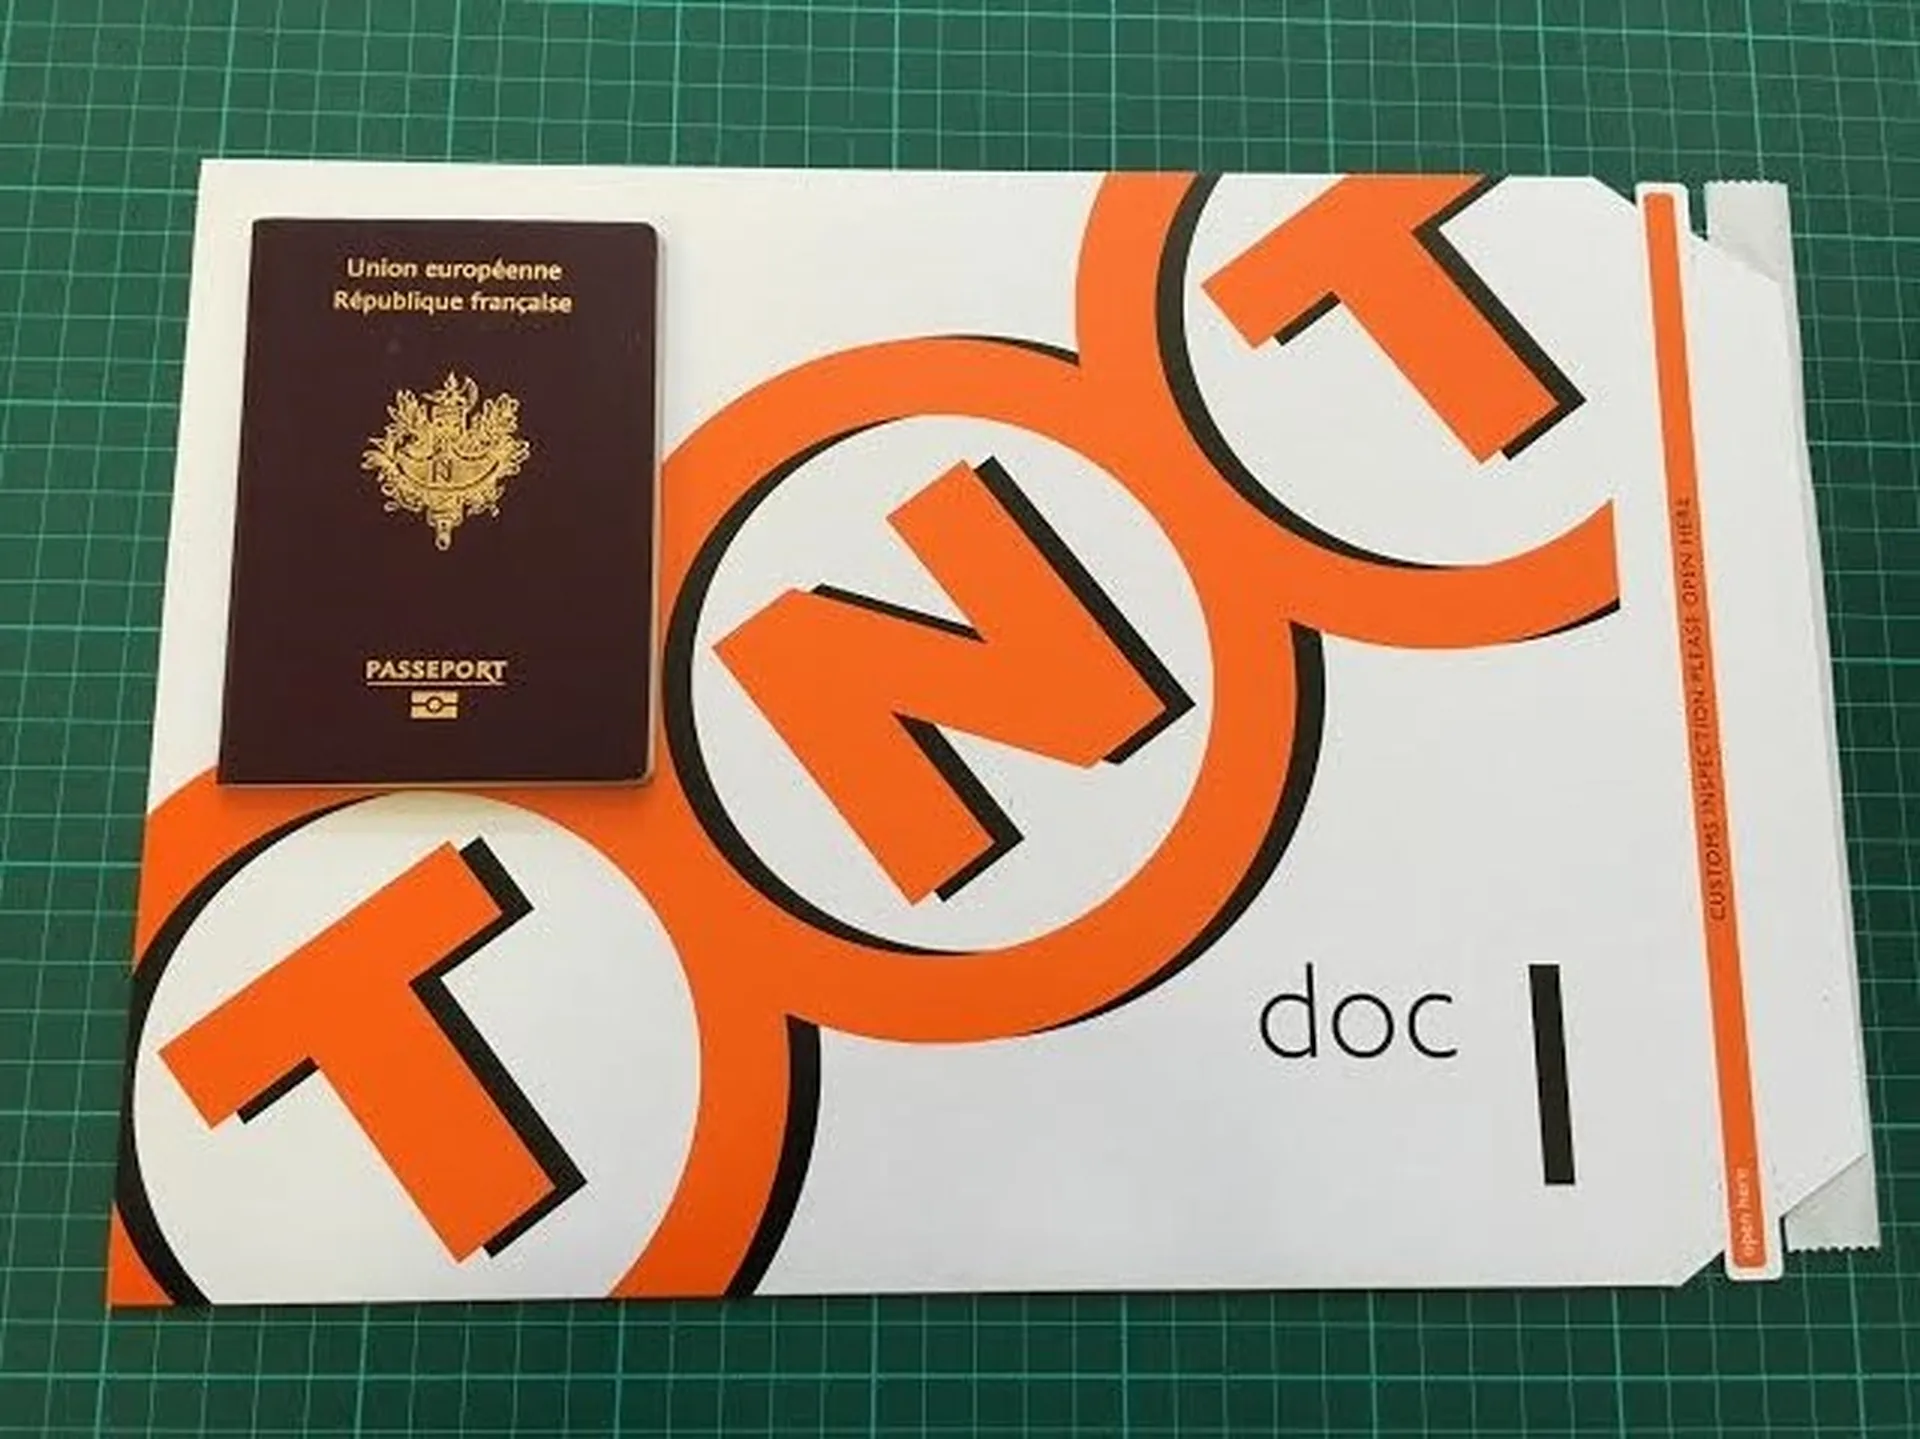 Union européenne
République française
PASSEPORT
TNT
doc 1
CUSTOMS INSPECTION PLEASE OPEN HERE
open here